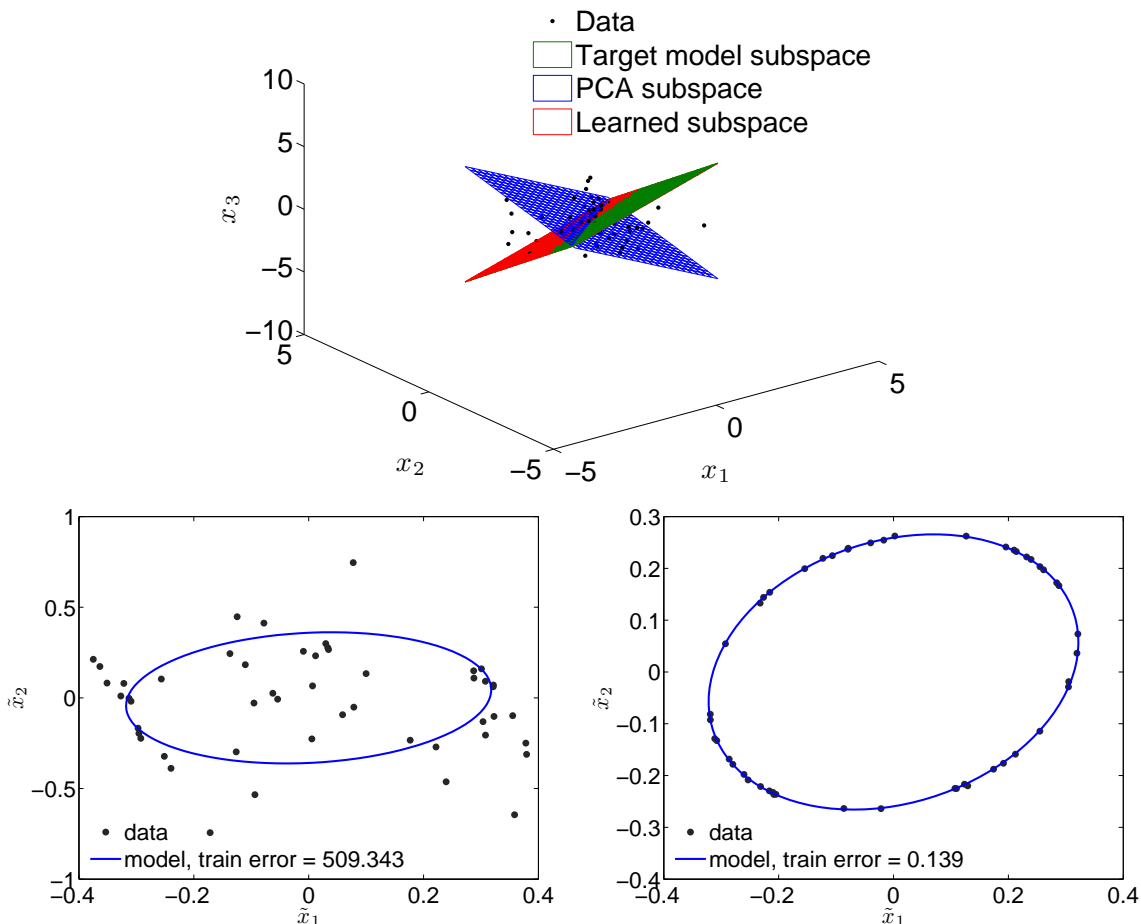 Data
Target model subspace
PCA subspace
Learned subspace
10
5
0
−5
−10
x3
5
0
−5
x2
−5
0
5
x1
1
0.5
0
−0.5
−1
x̃2
data
model, train error = 509.343
−0.4
−0.2
0
0.2
0.4
x̃1
0.3
0.2
0.1
0
−0.1
−0.2
−0.3
−0.4
x̃2
data
model, train error = 0.139
−0.4
−0.2
0
0.2
0.4
x̃1